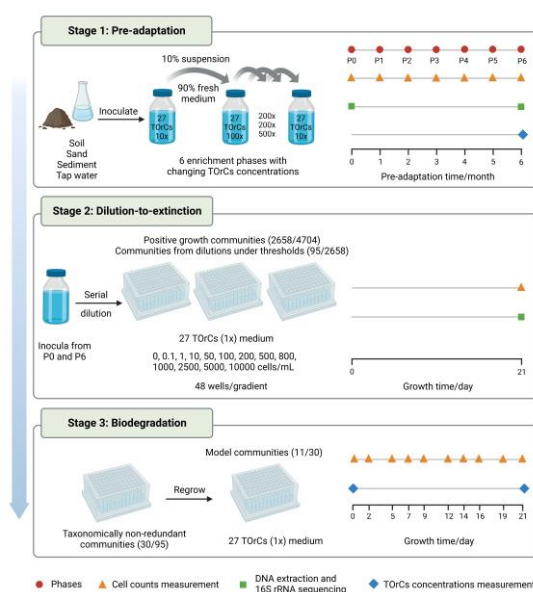 Stage 1: Pre-adaptation
10% suspension
90% fresh
medium
Inoculate
27
TOrCs
10x
27
TOrCs
100x
200x
200x
500x
27
TOrCs
10x
Soil
Sand
Sediment
Tap water
6 enrichment phases with
changing TOrCs concentrations
P0 P1 P2 P3 P4 P5 P6
0 1 2 3 4 5 6
Pre-adaptation time/month
Stage 2: Dilution-to-extinction
Positive growth communities (2658/4704)
Communities from dilutions under thresholds (95/2658)
Serial
dilution
Inocula from
P0 and P6
27 TOrCs (1x) medium
0, 0.1, 1, 10, 50, 100, 200, 500, 800,
1000, 2500, 5000, 10000 cells/mL
48 wells/gradient
0 21
Growth time/day
Stage 3: Biodegradation
Model communities (11/30)
Regrow
Taxonomically non-redundant
communities (30/95)
27 TOrCs (1x) medium
0 2 5 7 9 12 14 16 19 21
Growth time/day
Phases
Cell counts measurement
DNA extraction and
16S rRNA sequencing
TOrCs concentrations measurement